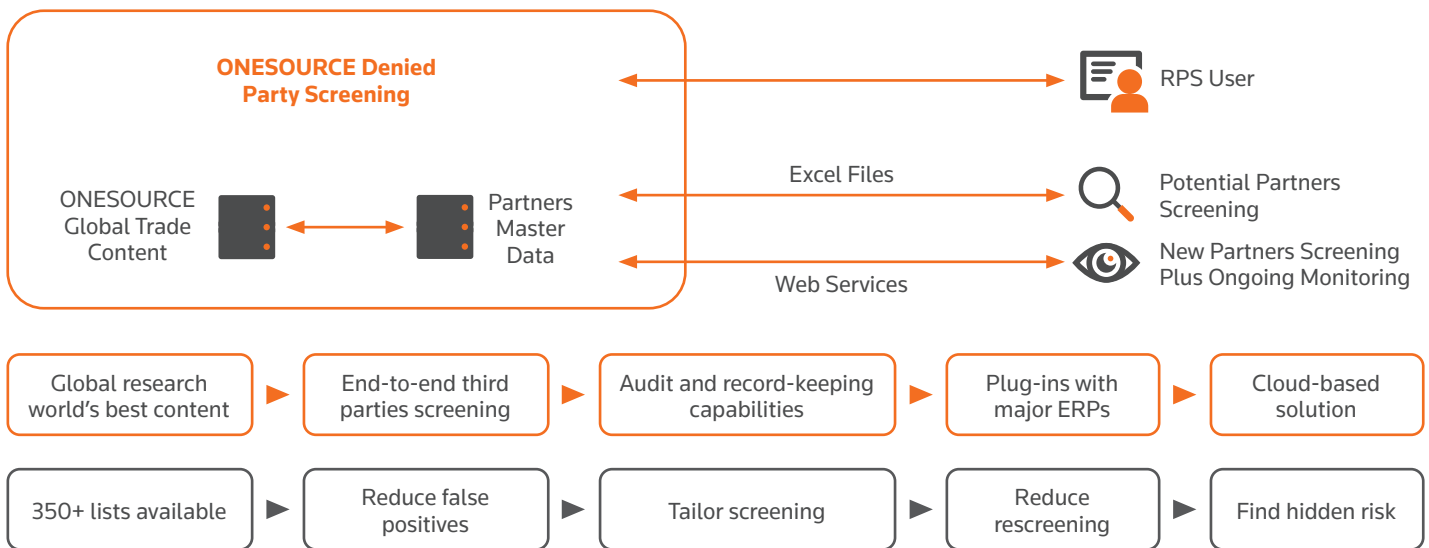 ONESOURCE Denied
Party Screening
RPS User
ONESOURCE
Global Trade
Content
Partners
Master
Data
Excel Files
Potential Partners
Screening
Web Services
New Partners Screening
Plus Ongoing Monitoring
Global research
world's best content
End-to-end third
parties screening
Audit and record-keeping
capabilities
Plug-ins with
major ERPs
Cloud-based
solution
350+ lists available
Reduce false
positives
Tailor screening
Reduce
rescreening
Find hidden risk